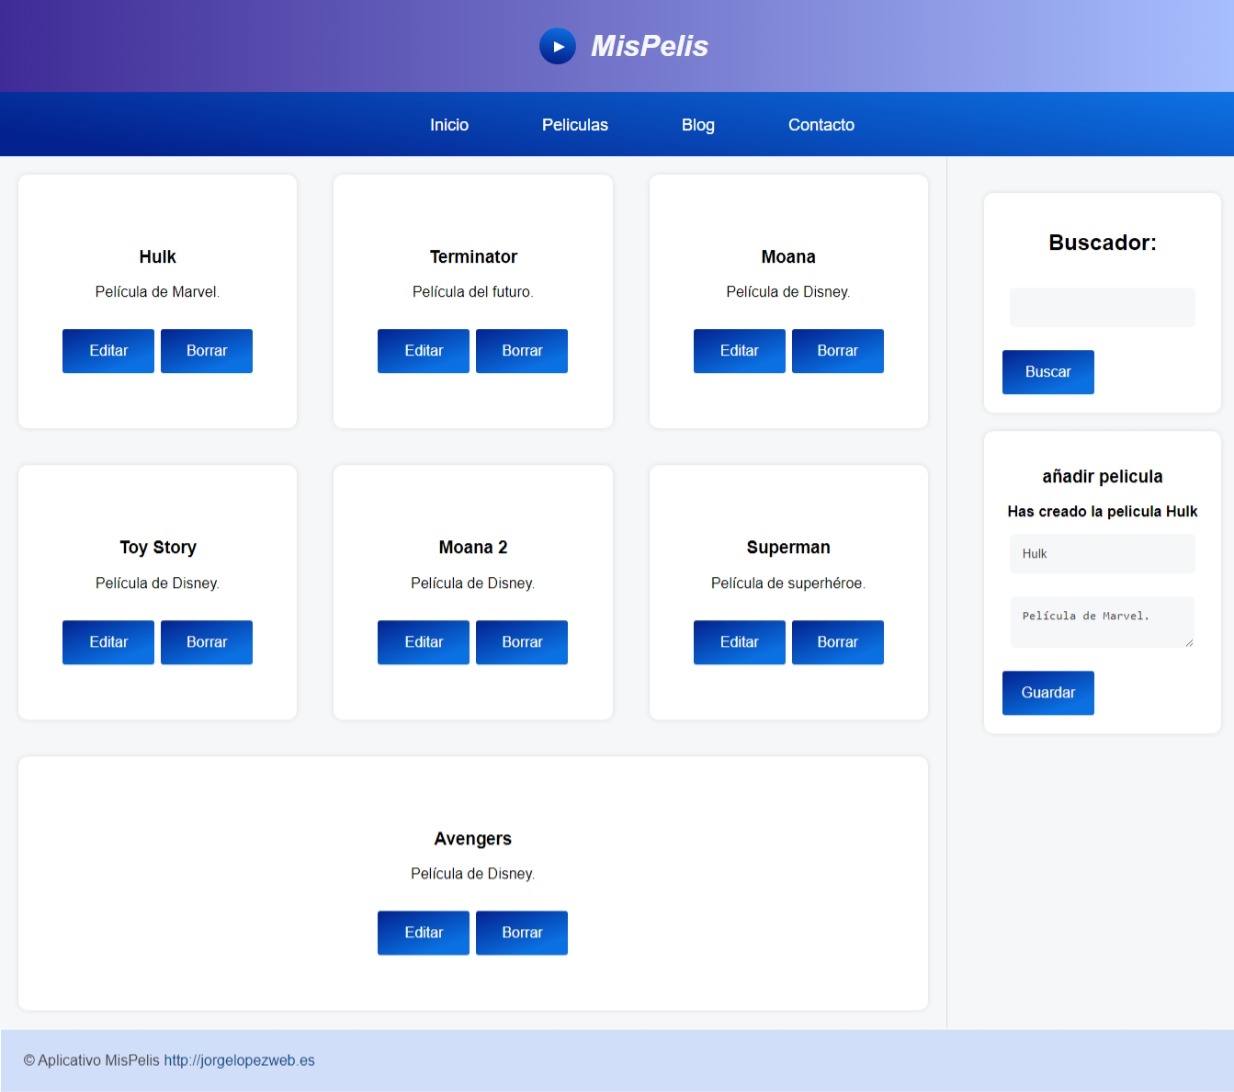 MisPelis
Inicio Peliculas Blog Contacto
Hulk
Película de Marvel.
Editar Borrar
Terminator
Película del futuro.
Editar Borrar
Moana
Película de Disney.
Editar Borrar
Toy Story
Película de Disney.
Editar Borrar
Moana 2
Película de Disney.
Editar Borrar
Superman
Película de superhéroe.
Editar Borrar
Avengers
Película de Disney.
Editar Borrar
Buscador:
Buscar
añadir pelicula
Has creado la pelicula Hulk
Hulk
Película de Marvel.
Guardar
© Aplicativo MisPelis http://jorgelopezweb.es